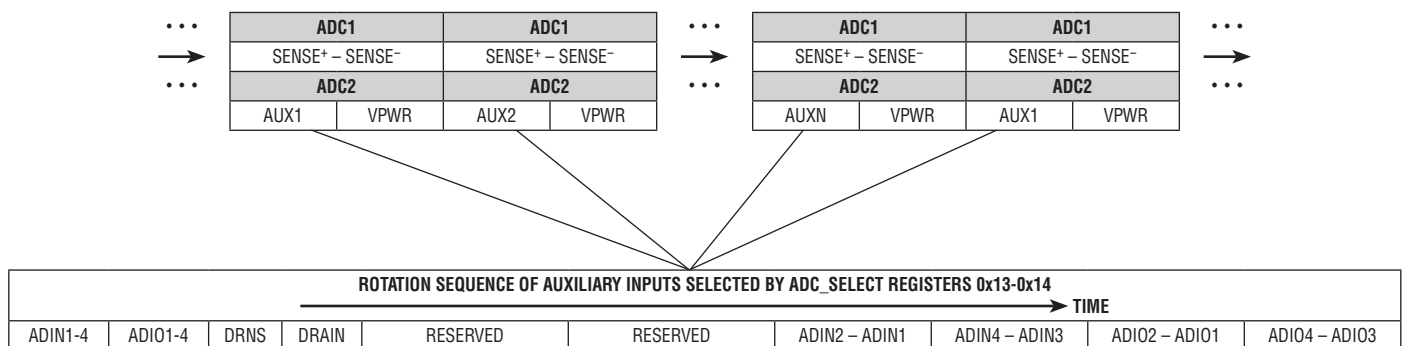 • • • ADC1 ADC1 • • • ADC1 ADC1 • • •
SENSE+ – SENSE– SENSE+ – SENSE– SENSE+ – SENSE– SENSE+ – SENSE–
• • • ADC2 ADC2 • • • ADC2 ADC2 • • •
AUX1 VPWR AUX2 VPWR AUXN VPWR AUX1 VPWR
ROTATION SEQUENCE OF AUXILIARY INPUTS SELECTED BY ADC_SELECT REGISTERS 0x13-0x14
TIME
ADIN1-4 ADIO1-4 DRNS DRAIN RESERVED RESERVED ADIN2 – ADIN1 ADIN4 – ADIN3 ADIO2 – ADIO1 ADIO4 – ADIO3